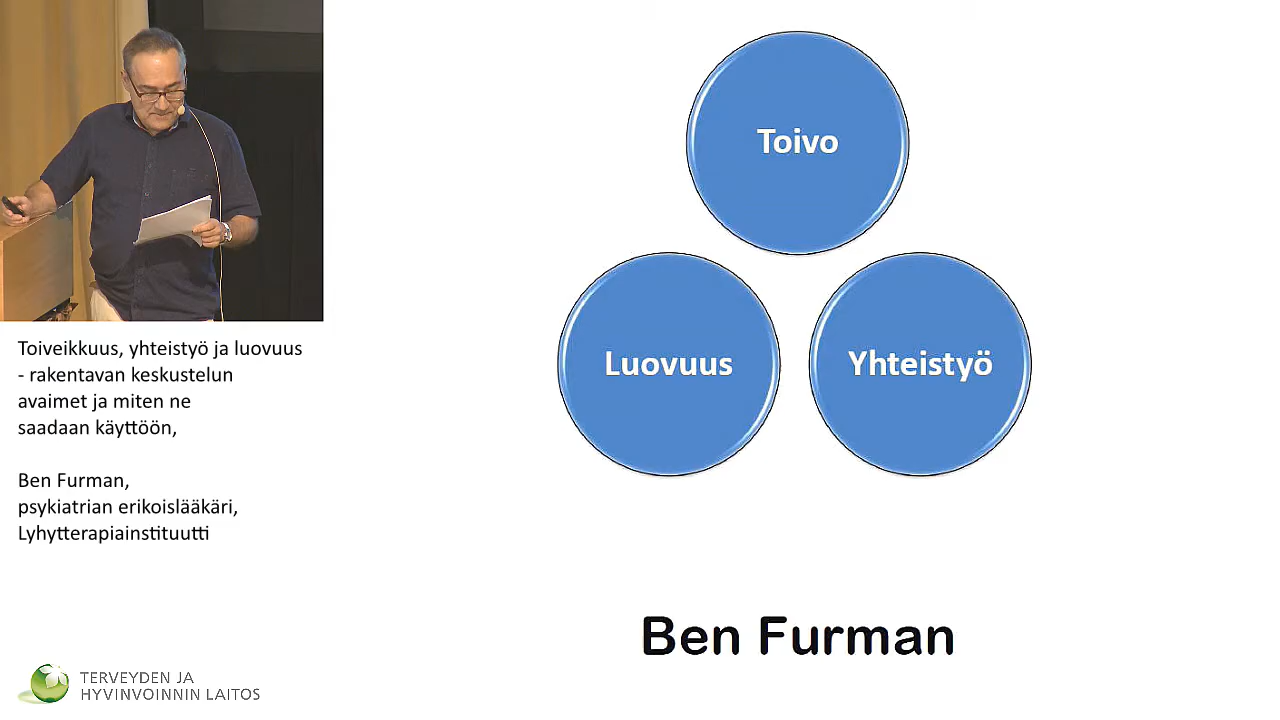 Toivo
Luovuus
Yhteistyö
Ben Furman
Toiveikkuus, yhteistyö ja luovuus
- rakentavan keskustelun
avaimet ja miten ne
saadaan käyttöön,
Ben Furman,
psykiatrian erikoislääkäri,
Lyhytterapiainstituutti
TERVEYDEN JA
HYVINVOINNIN LAITOS